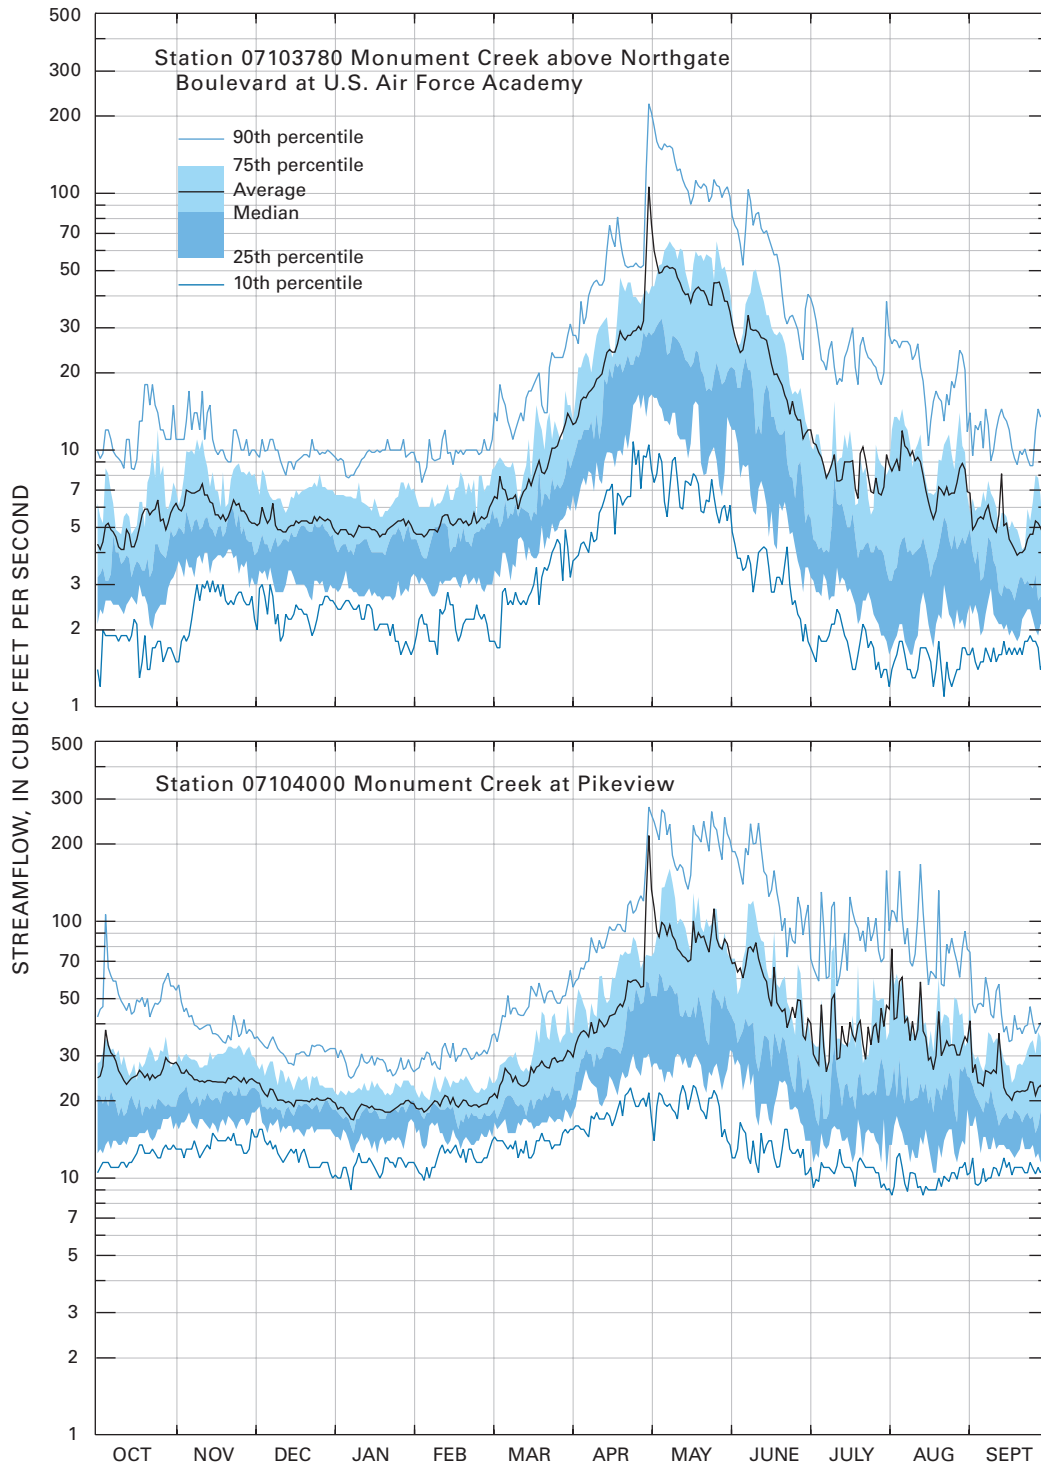 STREAMFLOW, IN CUBIC FEET PER SECOND
500
300
200
100
70
50
30
20
10
7
5
3
2
1
Station 07103780 Monument Creek above Northgate
Boulevard at U.S. Air Force Academy
90th percentile
75th percentile
Average
Median
25th percentile
10th percentile
500
300
200
100
70
50
30
20
10
7
5
3
2
1
Station 07104000 Monument Creek at Pikeview
OCT NOV DEC JAN FEB MAR APR MAY JUNE JULY AUG SEPT